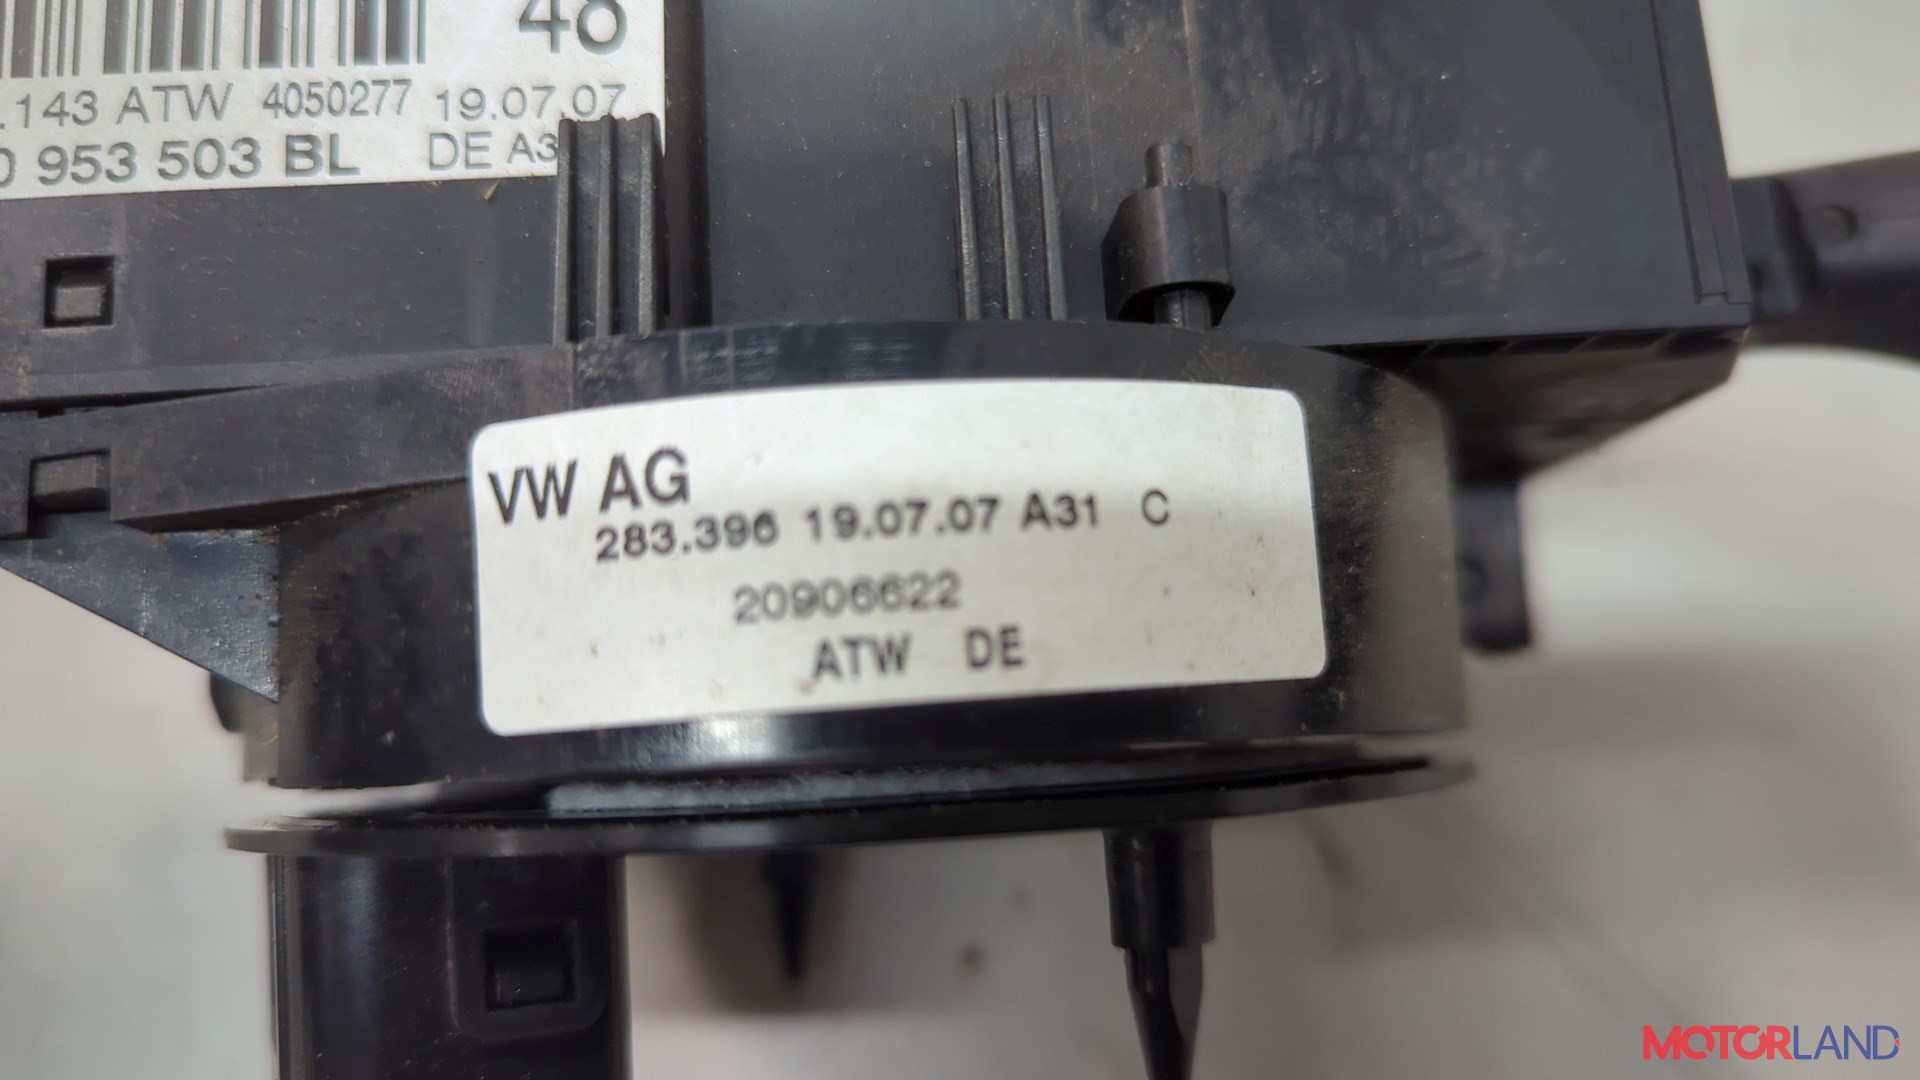 48
.143 ATW 4050277 19.07.07
0 953 503 BL DE A3
VW AG
283.396 19.07.07 A31 C
20906622
ATW DE
MOTORLAND